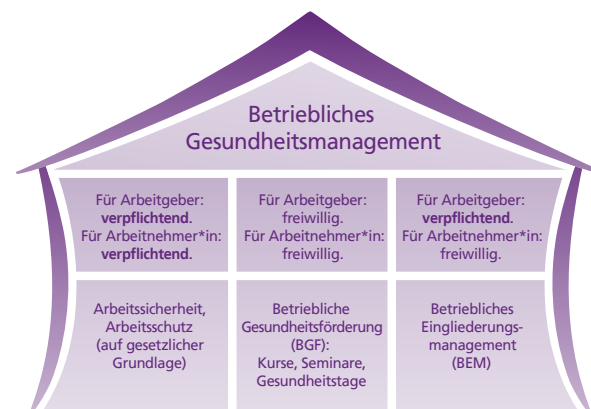 Betriebliches
Gesundheitsmanagement
Für Arbeitgeber:
verpflichtend.
Für Arbeitnehmer*in:
verpflichtend.
Für Arbeitgeber:
freiwillig.
Für Arbeitnehmer*in:
freiwillig.
Für Arbeitgeber:
verpflichtend.
Für Arbeitnehmer*in:
freiwillig.
Arbeitssicherheit,
Arbeitsschutz
(auf gesetzlicher
Grundlage)
Betriebliche
Gesundheitsförderung
(BGF):
Kurse, Seminare,
Gesundheitstage
Betriebliches
Eingliederungs-
management
(BEM)